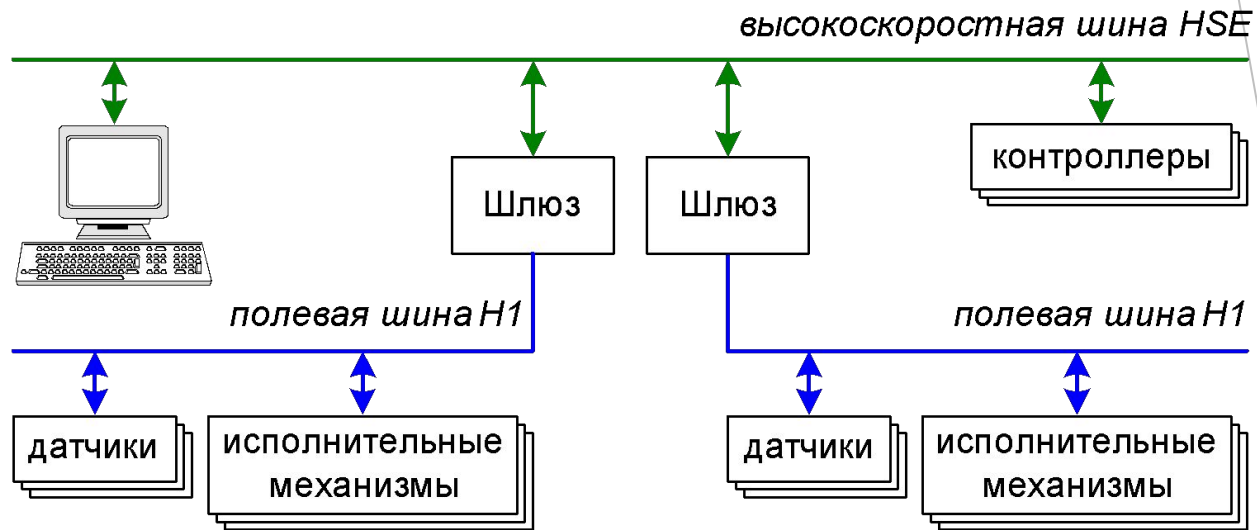 высокоскоростная шина HSE
контроллеры
Шлюз
Шлюз
полевая шина H1
полевая шина H1
датчики
исполнительные
механизмы
датчики
исполнительные
механизмы